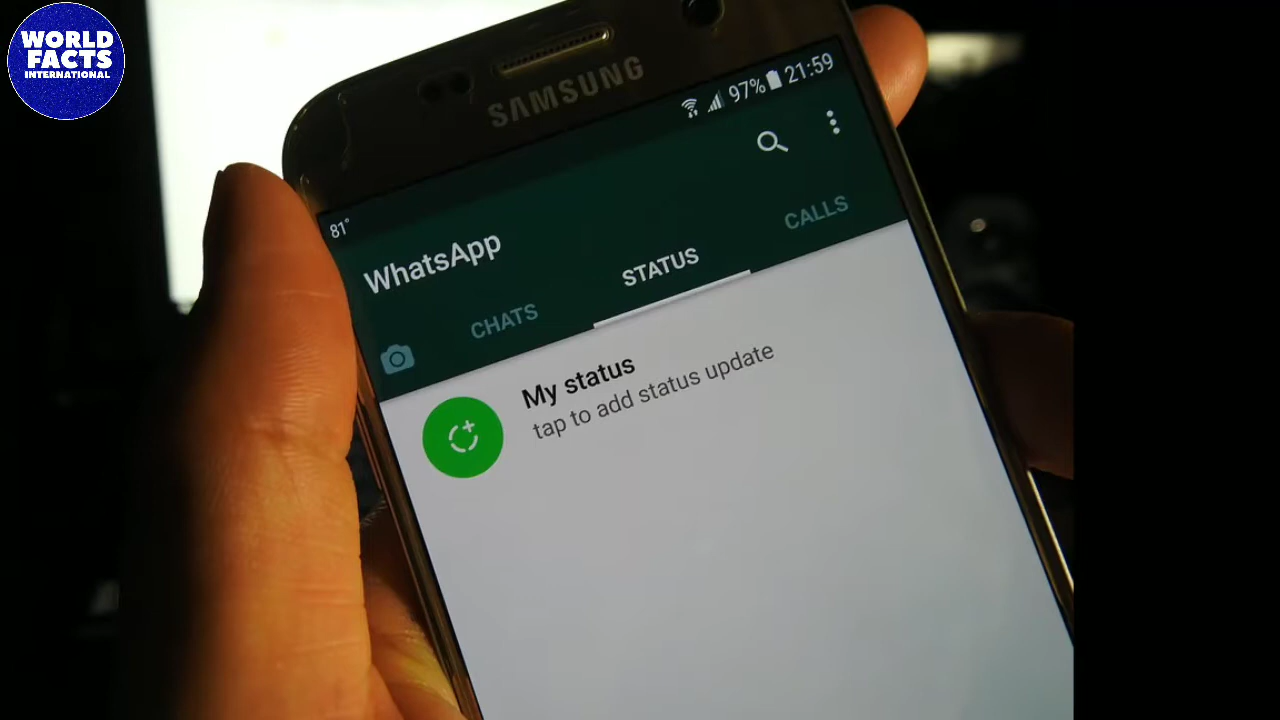 WORLD
FACTS
INTERNATIONAL
SAMSUNG
81°
97% 21:59
WhatsApp
CHATS STATUS CALLS
My status
tap to add status update